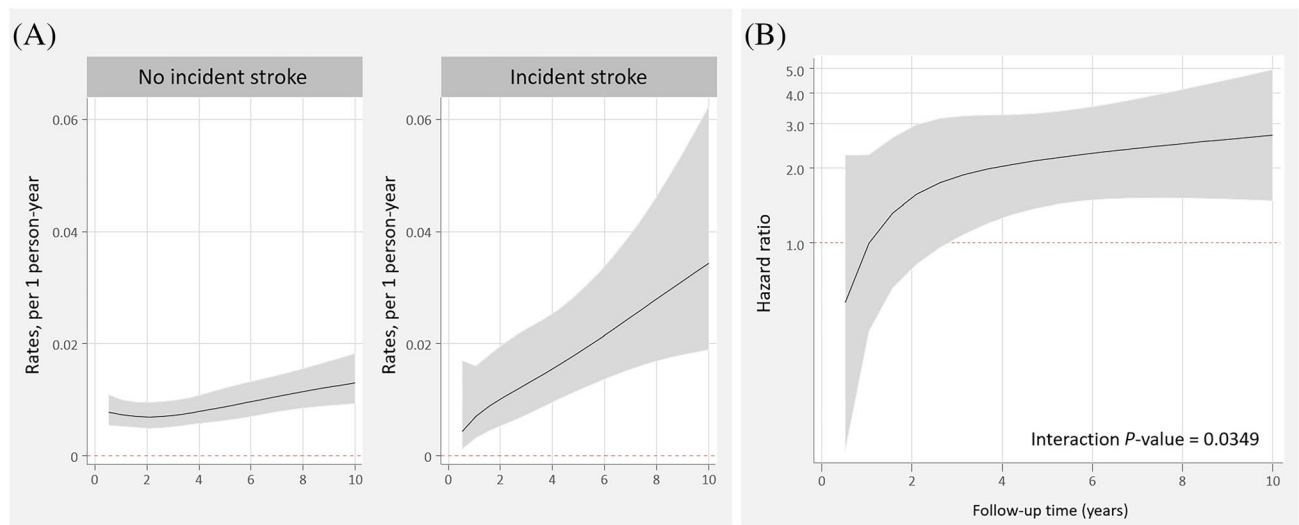 (A)
No incident stroke
Incident stroke
Rates, per 1 person-year
0.06
0.04
0.02
0
0 2 4 6 8 10
Rates, per 1 person-year
0.06
0.04
0.02
0
0 2 4 6 8 10
(B)
Hazard ratio
5.0
4.0
3.0
2.0
1.0
Interaction P-value = 0.0349
0 2 4 6 8 10
Follow-up time (years)